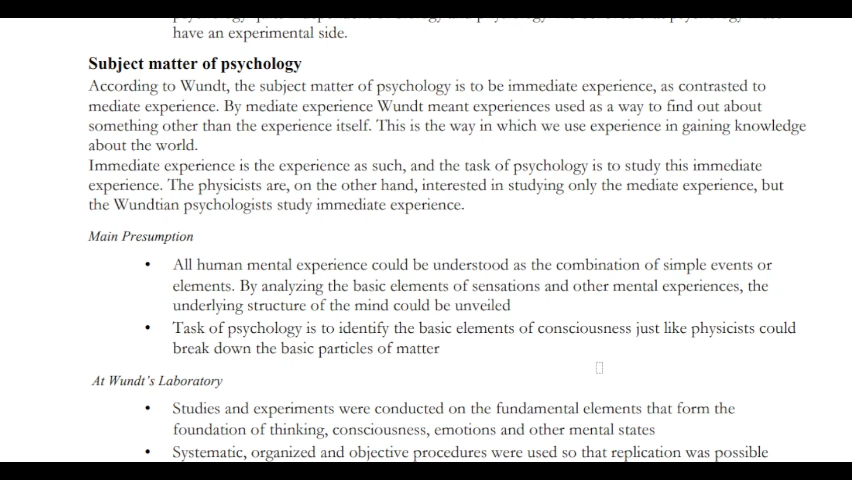 have an experimental side.
Subject matter of psychology
According to Wundt, the subject matter of psychology is to be immediate experience, as contrasted to
mediate experience. By mediate experience Wundt meant experiences used as a way to find out about
something other than the experience itself. This is the way in which we use experience in gaining knowledge
about the world.
Immediate experience is the experience as such, and the task of psychology is to study this immediate
experience. The physicists are, on the other hand, interested in studying only the mediate experience, but
the Wundtian psychologists study immediate experience.
Main Presumption
• All human mental experience could be understood as the combination of simple events or
elements. By analyzing the basic elements of sensations and other mental experiences, the
underlying structure of the mind could be unveiled
• Task of psychology is to identify the basic elements of consciousness just like physicists could
break down the basic particles of matter
At Wundt's Laboratory
• Studies and experiments were conducted on the fundamental elements that form the
foundation of thinking, consciousness, emotions and other mental states
• Systematic, organized and objective procedures were used so that replication was possible